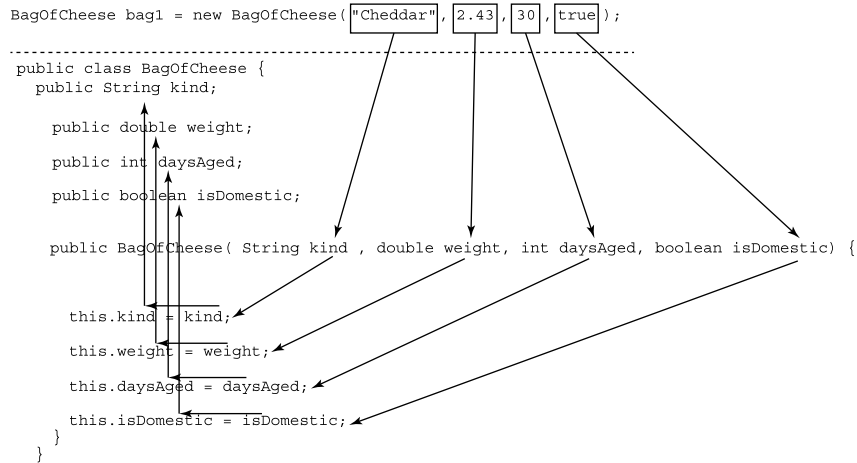 BagOfCheese bag1 = new BagOfCheese("Cheddar", 2.43, 30, true);
public class BagOfCheese {
public String kind;
public double weight;
public int daysAged;
public boolean isDomestic;
public BagOfCheese( String kind , double weight, int daysAged, boolean isDomestic) {
this.kind = kind;
this.weight = weight;
this.daysAged = daysAged;
this.isDomestic = isDomestic;
}
}